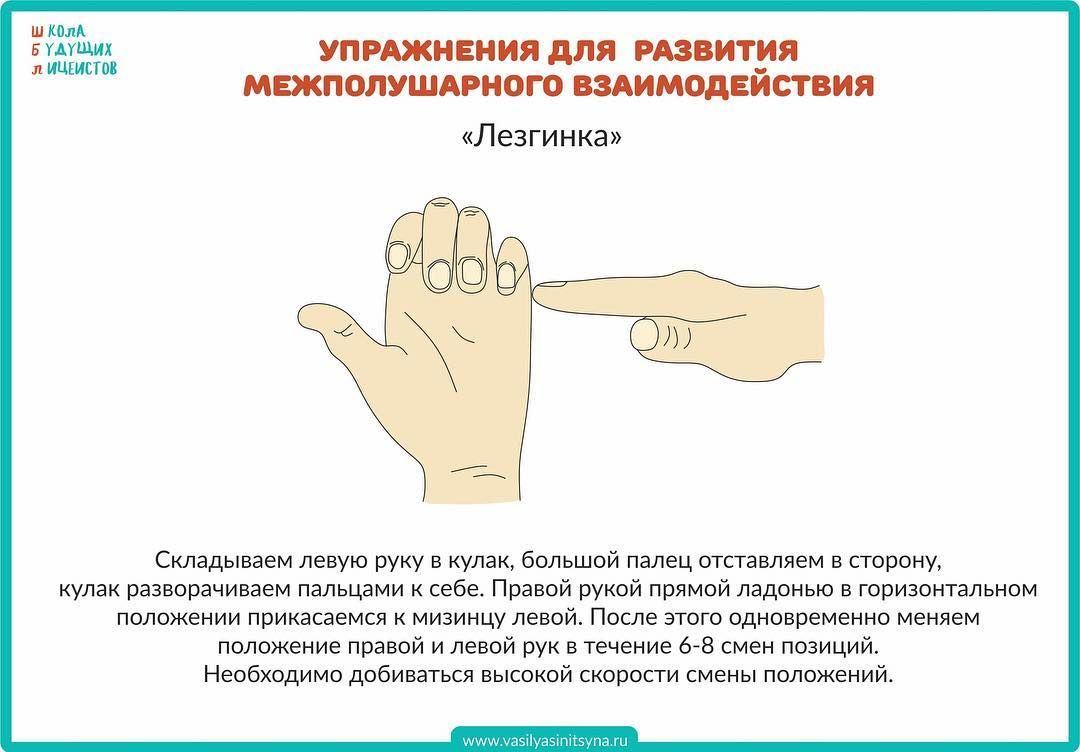 ШКОЛА
БУДУЩИХ
ЛИЦЕИСТОВ
УПРАЖНЕНИЯ ДЛЯ РАЗВИТИЯ
МЕЖПОЛУШАРНОГО ВЗАИМОДЕЙСТВИЯ
«Лезгинка»
Складываем левую руку в кулак, большой палец отставляем в сторону,
кулак разворачиваем пальцами к себе. Правой рукой прямой ладонью в горизонтальном
положении прикасаемся к мизинцу левой. После этого одновременно меняем
положение правой и левой рук в течение 6-8 смен позиций.
Необходимо добиваться высокой скорости смены положений.
www.vasilyasinitsyna.ru